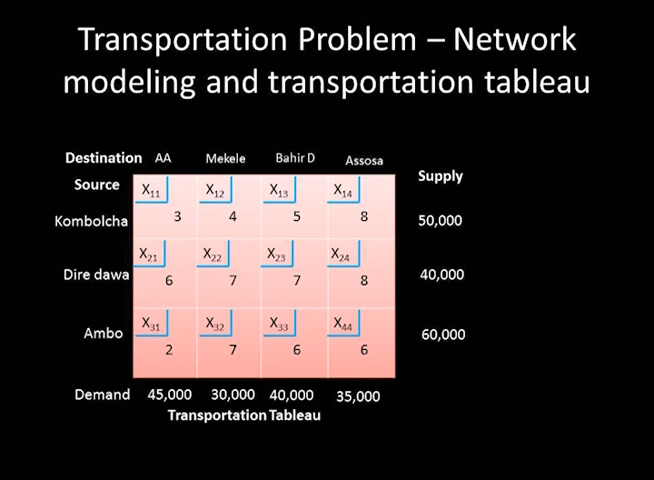 Transportation Problem – Network
modeling and transportation tableau
Destination AA Mekele Bahir D Assosa
Source Supply
X11 X12 X13 X14
Kombolcha 3 4 5 8 50,000
X21 X22 X23 X24
Dire dawa 6 7 7 8 40,000
X31 X32 X33 X44
Ambo 2 7 6 6 60,000
Demand 45,000 30,000 40,000 35,000
Transportation Tableau